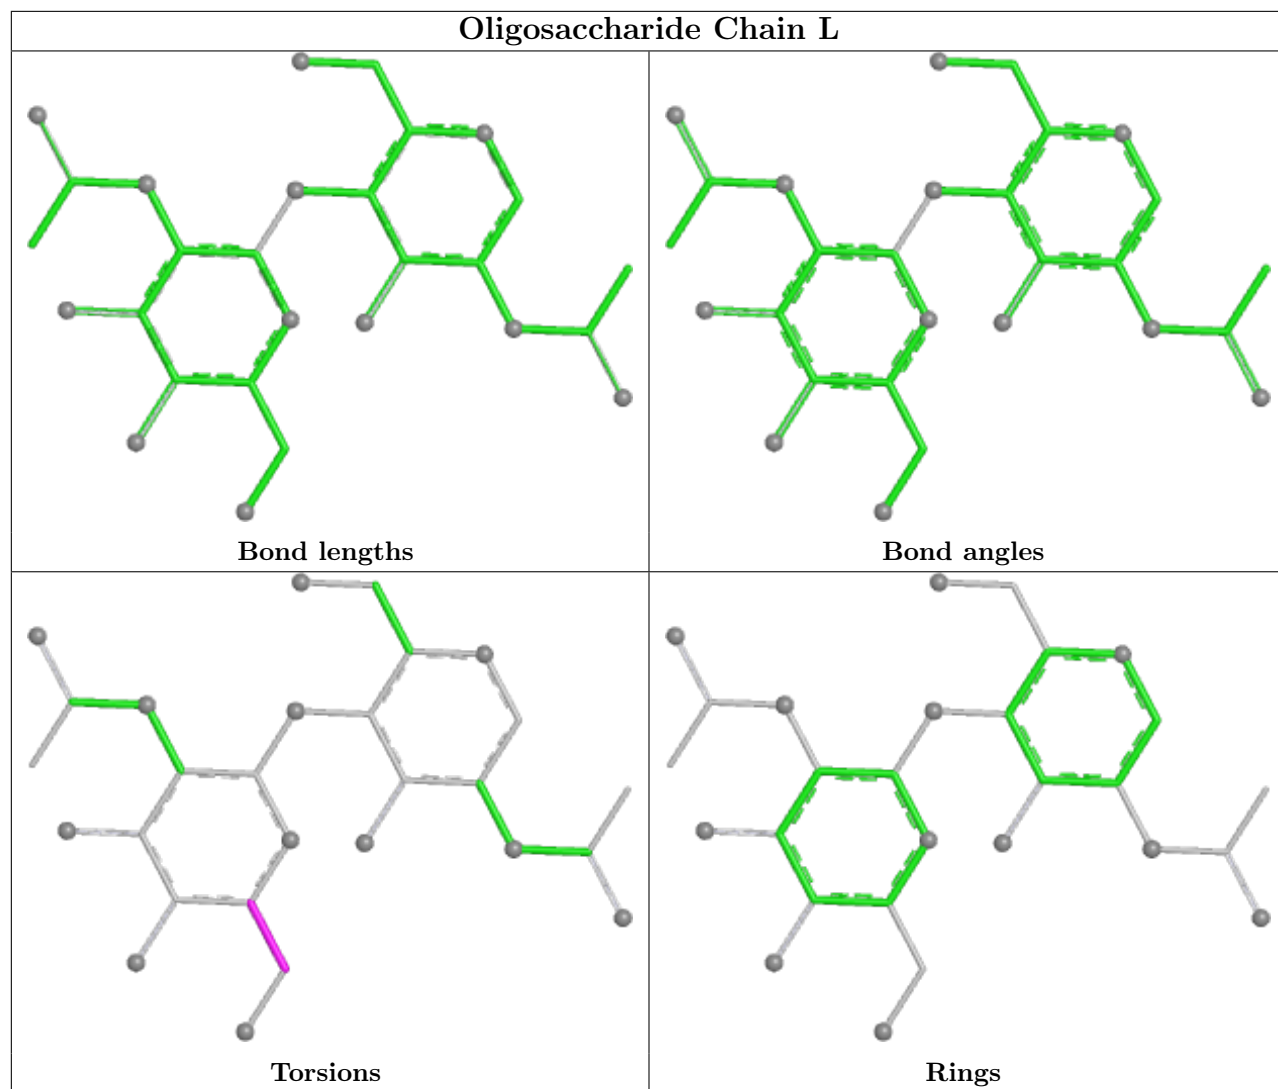 Oligosaccharide Chain L
Bond lengths
Bond angles
Torsions
Rings